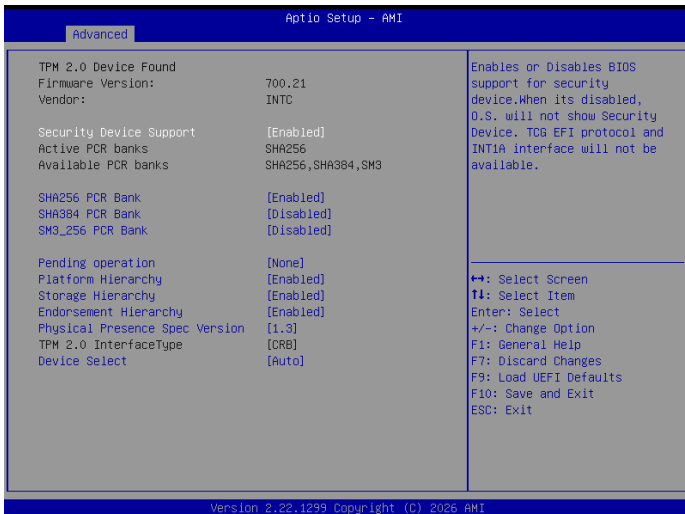 Aptio Setup – AMI
Advanced
TPM 2.0 Device Found
Firmware Version: 700.21
Vendor: INTC
Security Device Support [Enabled]
Active PCR banks SHA256
Available PCR banks SHA256,SHA384,SM3
SHA256 PCR Bank [Enabled]
SHA384 PCR Bank [Disabled]
SM3_256 PCR Bank [Disabled]
Pending operation [None]
Platform Hierarchy [Enabled]
Storage Hierarchy [Enabled]
Endorsement Hierarchy [Enabled]
Physical Presence Spec Version [1.3]
TPM 2.0 InterfaceType [CRB]
Device Select [Auto]
Enables or Disables BIOS
support for security
device.When its disabled,
O.S. will not show Security
Device. TCG EFI protocol and
INT1A interface will not be
available.
↔: Select Screen
↑↓: Select Item
Enter: Select
+/-: Change Option
F1: General Help
F7: Discard Changes
F9: Load UEFI Defaults
F10: Save and Exit
ESC: Exit
Version 2.22.1299 Copyright (C) 2026 AMI